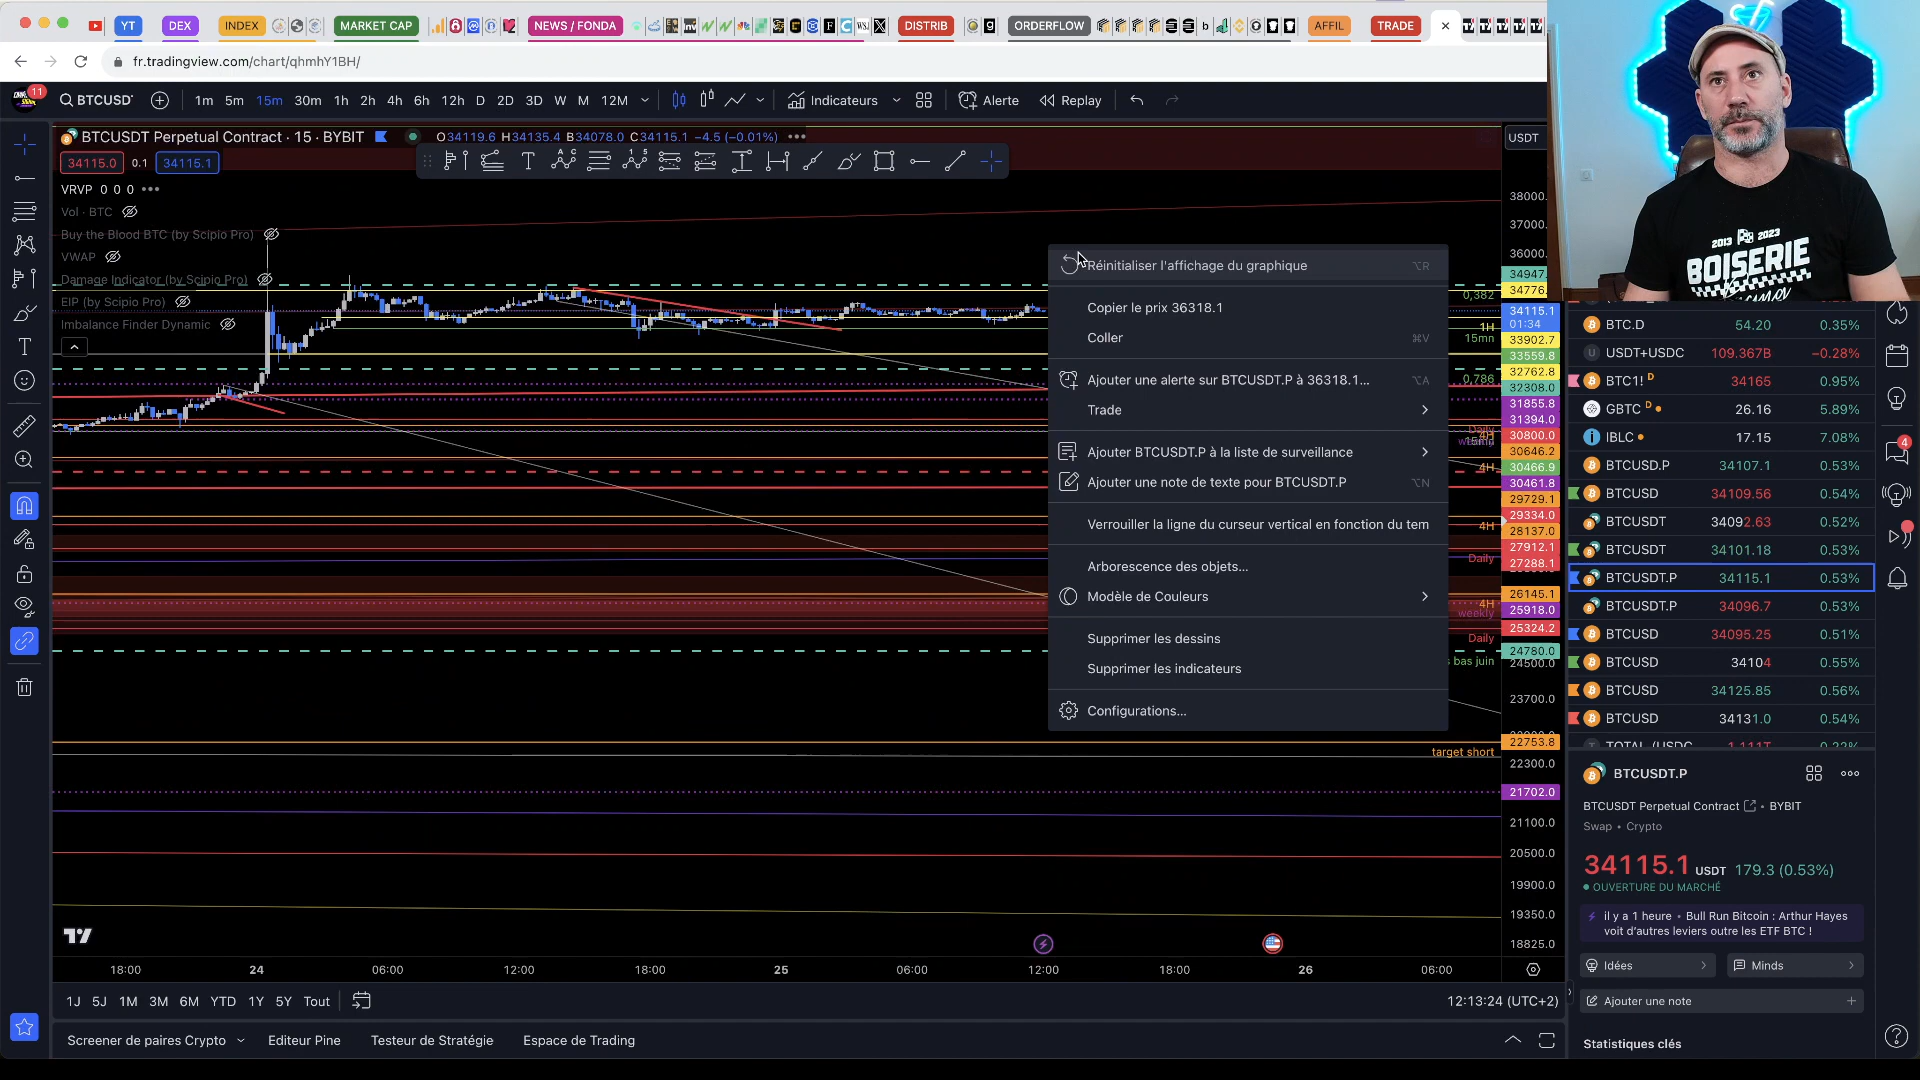 YT
DEX
INDEX
MARKET CAP
NEWS / FONDA
DISTRIB
ORDERFLOW
AFFIL
TRADE
fr.tradingview.com/chart/qhmhY1BH/
11
BTCUSDT
1m 5m 15m 30m 1h 2h 4h 6h 12h D 2D 3D W M 12M
Indicateurs
Alerte
Replay
BTCUSDT Perpetual Contract · 15 · BYBIT
O34119.6 H34135.4 B34078.0 C34115.1 −4.5 (−0.01%)
USDT
34115.0 0.1 34115.1
VRVP 0 0 0
Vol · BTC
Buy the Blood BTC (by Scipio Pro)
VWAP
Damage Indicator (by Scipio Pro)
EIP (by Scipio Pro)
Imbalance Finder Dynamic
Réinitialiser l'affichage du graphique ⌥R
Copier le prix 36318.1
Coller ⌘V
Ajouter une alerte sur BTCUSDT.P à 36318.1... ⌥A
Trade
Ajouter BTCUSDT.P à la liste de surveillance
Ajouter une note de texte pour BTCUSDT.P ⌥N
Verrouiller la ligne du curseur vertical en fonction du tem
Arborescence des objets...
Modèle de Couleurs
Supprimer les dessins
Supprimer les indicateurs
Configurations...
0,382
1H
15mn
0,786
Daily
4H
4H
4H
Daily
4H
weekly
Daily
s bas juin
target short
38000.
37000.
36000.
34947.
34776.
34115.1
01:34
33902.7
33559.8
32762.8
32308.0
31855.8
31394.0
30800.0
30646.2
30466.9
30461.8
29729.1
29334.0
28137.0
27912.1
27288.1
26145.1
25918.0
25324.2
24780.0
24500.0
23700.0
22753.8
22300.0
21702.0
21100.0
20500.0
19900.0
19350.0
18825.0
18:00 24 06:00 12:00 18:00 25 06:00 12:00 18:00 26 06:00
1J 5J 1M 3M 6M YTD 1Y 5Y Tout
12:13:24 (UTC+2)
Screener de paires Crypto
Editeur Pine
Testeur de Stratégie
Espace de Trading
2013 2023
BOISERIE
BTC.D 54.20 0.35%
USDT+USDC 109.367B −0.28%
BTC1! D 34165 0.95%
GBTC D 26.16 5.89%
IBLC 17.15 7.08%
BTCUSD.P 34107.1 0.53%
BTCUSD 34109.56 0.54%
BTCUSDT 34092.63 0.52%
BTCUSDT 34101.18 0.53%
BTCUSDT.P 34115.1 0.53%
BTCUSDT.P 34096.7 0.53%
BTCUSD 34095.25 0.51%
BTCUSD 34104 0.55%
BTCUSD 34125.85 0.56%
BTCUSD 34131.0 0.54%
TOTAL (USDC 1.111T 0.22%
4
BTCUSDT.P
BTCUSDT Perpetual Contract • BYBIT
Swap • Crypto
34115.1 USDT 179.3 (0.53%)
OUVERTURE DU MARCHÉ
il y a 1 heure • Bull Run Bitcoin : Arthur Hayes
voit d'autres leviers outre les ETF BTC !
Idées
Minds
Ajouter une note
Statistiques clés